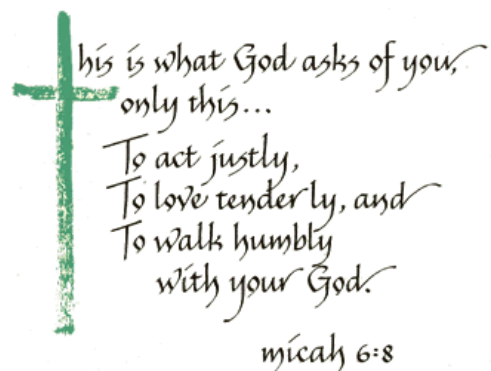 This is what God asks of you,
only this...
To act justly,
To love tenderly, and
To walk humbly
with your God.
micah 6:8